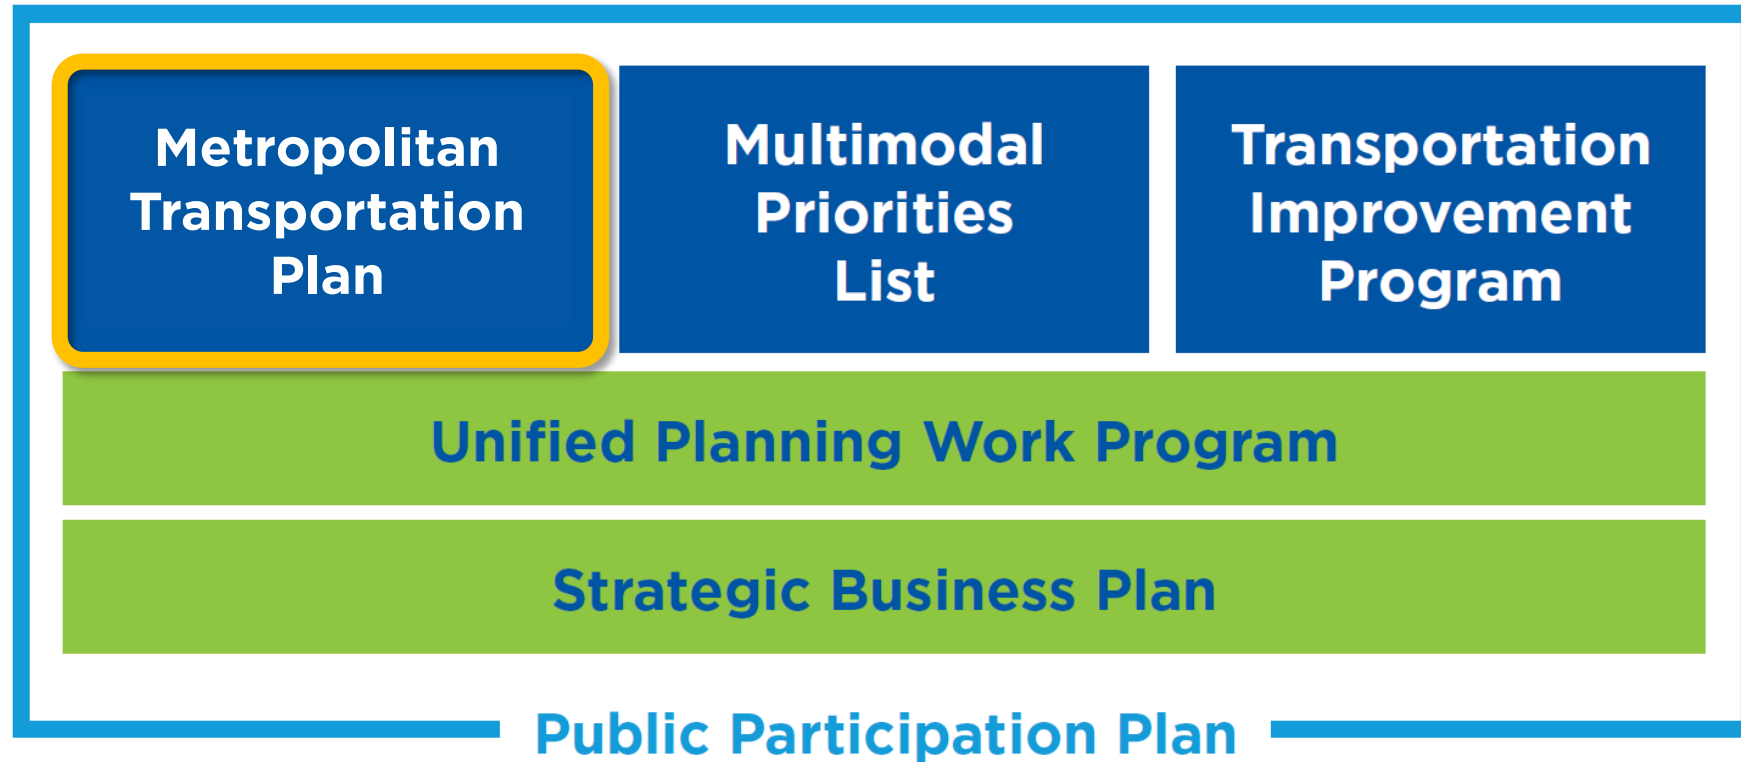 Metropolitan
Transportation
Plan
Multimodal
Priorities
List
Transportation
Improvement
Program
Unified Planning Work Program
Strategic Business Plan
Public Participation Plan